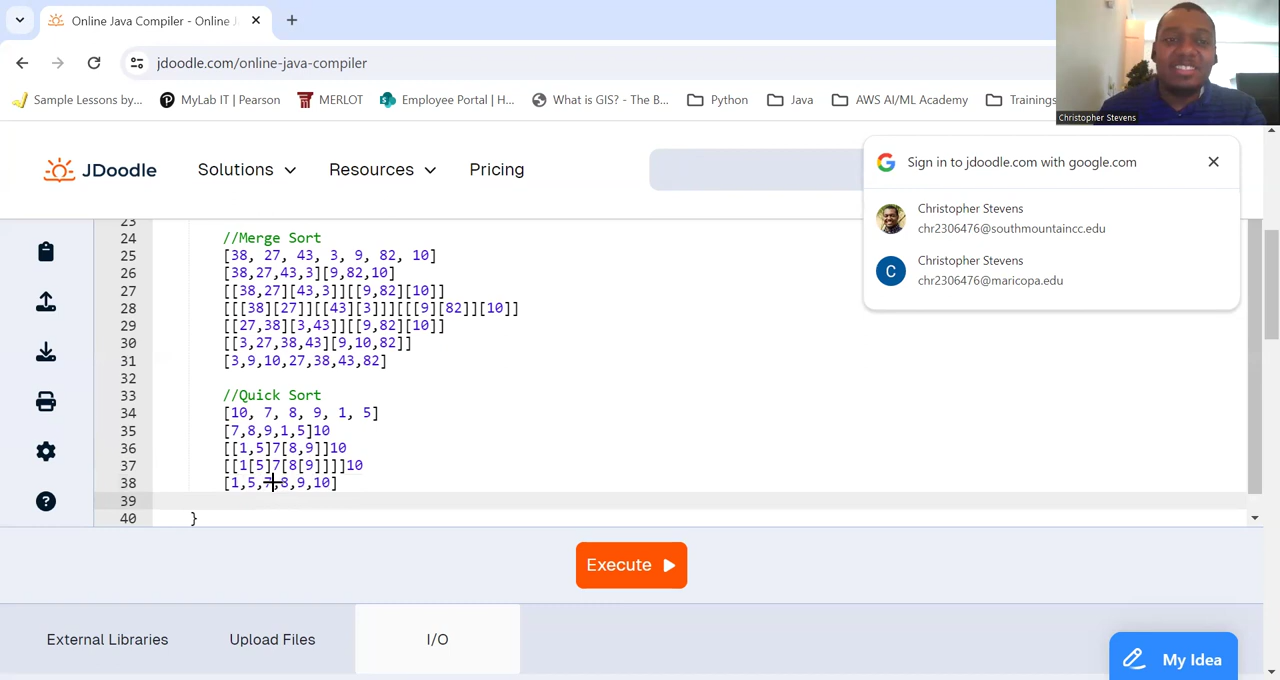 Online Java Compiler - Online J
jdoodle.com/online-java-compiler
Sample Lessons by...
MyLab IT | Pearson
MERLOT
Employee Portal | H...
What is GIS? - The B...
Python
Java
AWS AI/ML Academy
Trainings
Christopher Stevens
JDoodle
Solutions
Resources
Pricing
Sign in to jdoodle.com with google.com
Christopher Stevens
chr2306476@southmountaincc.edu
C
Christopher Stevens
chr2306476@maricopa.edu
23
24 //Merge Sort
25 [38, 27, 43, 3, 9, 82, 10]
26 [38,27,43,3][9,82,10]
27 [[38,27][43,3]][[9,82][10]]
28 [[[38][27]][[43][3]]][[[9][82]][10]]
29 [[27,38][3,43]][[9,82][10]]
30 [[3,27,38,43][9,10,82]]
31 [3,9,10,27,38,43,82]
32
33 //Quick Sort
34 [10, 7, 8, 9, 1, 5]
35 [7,8,9,1,5]10
36 [[1,5]7[8,9]]10
37 [[1[5]7[8[9]]]]10
38 [1,5,7,8,9,10]
39
40 }
Execute
External Libraries
Upload Files
I/O
My Idea